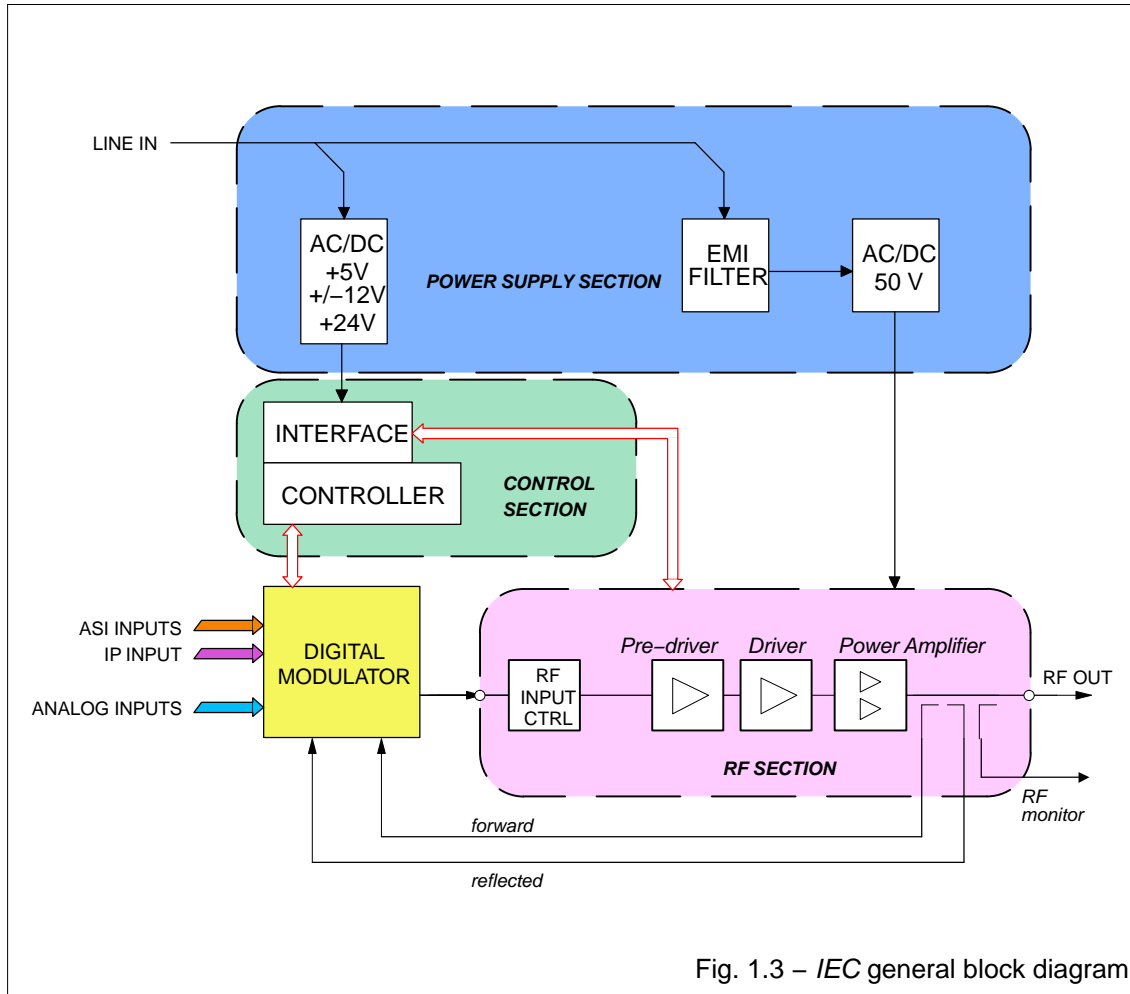 LINE IN
AC/DC
+5V
+/−12V
+24V
POWER SUPPLY SECTION
EMI
FILTER
AC/DC
50 V
INTERFACE
CONTROLLER
CONTROL
SECTION
ASI INPUTS
IP INPUT
ANALOG INPUTS
DIGITAL
MODULATOR
Pre−driver
Driver
Power Amplifier
RF
INPUT
CTRL
RF OUT
RF SECTION
RF
monitor
forward
reflected
Fig. 1.3 − IEC general block diagram